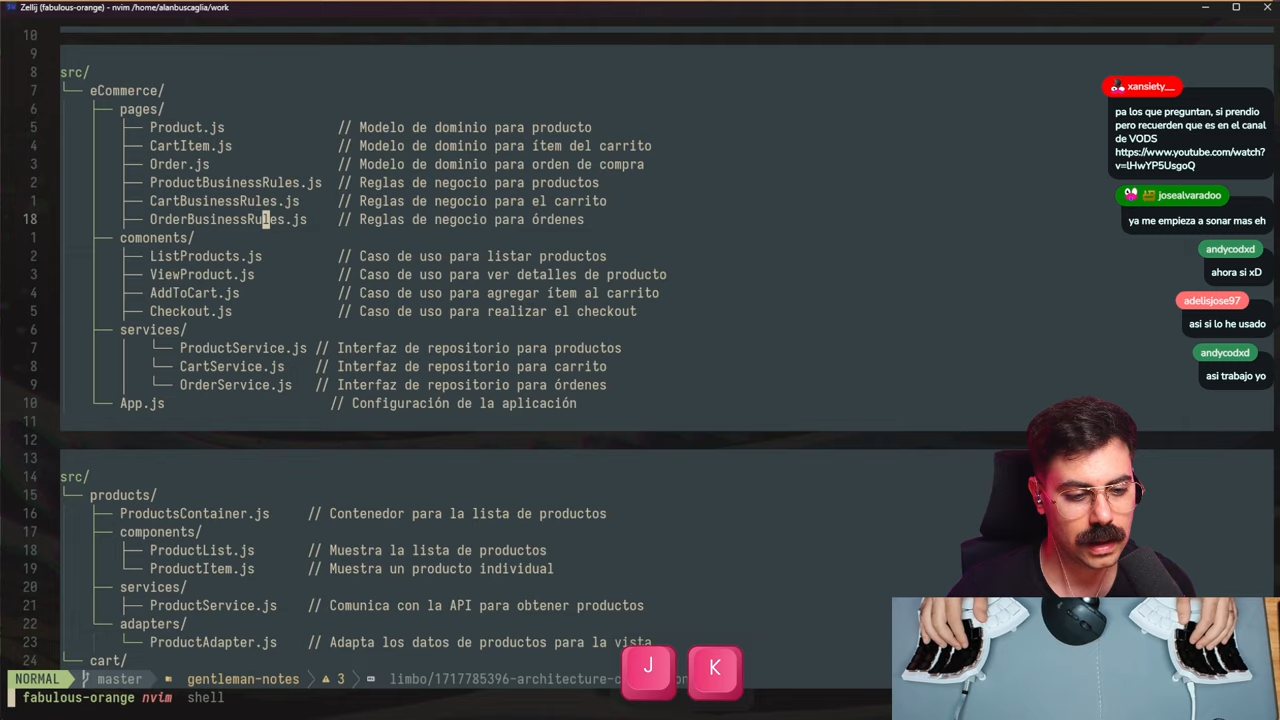 Zellij (fabulous-orange) - nvim /home/alanbuscaglia/work
10
9
8 src/
7 └── eCommerce/
6 ├── pages/
5 ├── Product.js // Modelo de dominio para producto
4 ├── CartItem.js // Modelo de dominio para ítem del carrito
3 ├── Order.js // Modelo de dominio para orden de compra
2 ├── ProductBusinessRules.js // Reglas de negocio para productos
1 ├── CartBusinessRules.js // Reglas de negocio para el carrito
18 ├── OrderBusinessRules.js // Reglas de negocio para órdenes
1 ├── comonents/
2 ├── ListProducts.js // Caso de uso para listar productos
3 ├── ViewProduct.js // Caso de uso para ver detalles de producto
4 ├── AddToCart.js // Caso de uso para agregar ítem al carrito
5 ├── Checkout.js // Caso de uso para realizar el checkout
6 ├── services/
7 │ └── ProductService.js // Interfaz de repositorio para productos
8 │ └── CartService.js // Interfaz de repositorio para carrito
9 │ └── OrderService.js // Interfaz de repositorio para órdenes
10 └── App.js // Configuración de la aplicación
11
12
13
14 src/
15 └── products/
16 ├── ProductsContainer.js // Contenedor para la lista de productos
17 ├── components/
18 ├── ProductList.js // Muestra la lista de productos
19 └── ProductItem.js // Muestra un producto individual
20 ├── services/
21 ├── ProductService.js // Comunica con la API para obtener productos
22 ├── adapters/
23 └── ProductAdapter.js // Adapta los datos de productos para la vista
24 └── cart/
NORMAL master gentleman-notes 3 limbo/1717785396-architecture-c
fabulous-orange nvim shell
J K
xansiety__
pa los que preguntan, si prendio
pero recuerden que es en el canal
de VODS
https://www.youtube.com/watch?
v=lHwYP5UsgoQ
josealvaradoo
ya me empieza a sonar mas eh
andycodxd
ahora si xD
adelisjose97
asi si lo he usado
andycodxd
asi trabajo yo